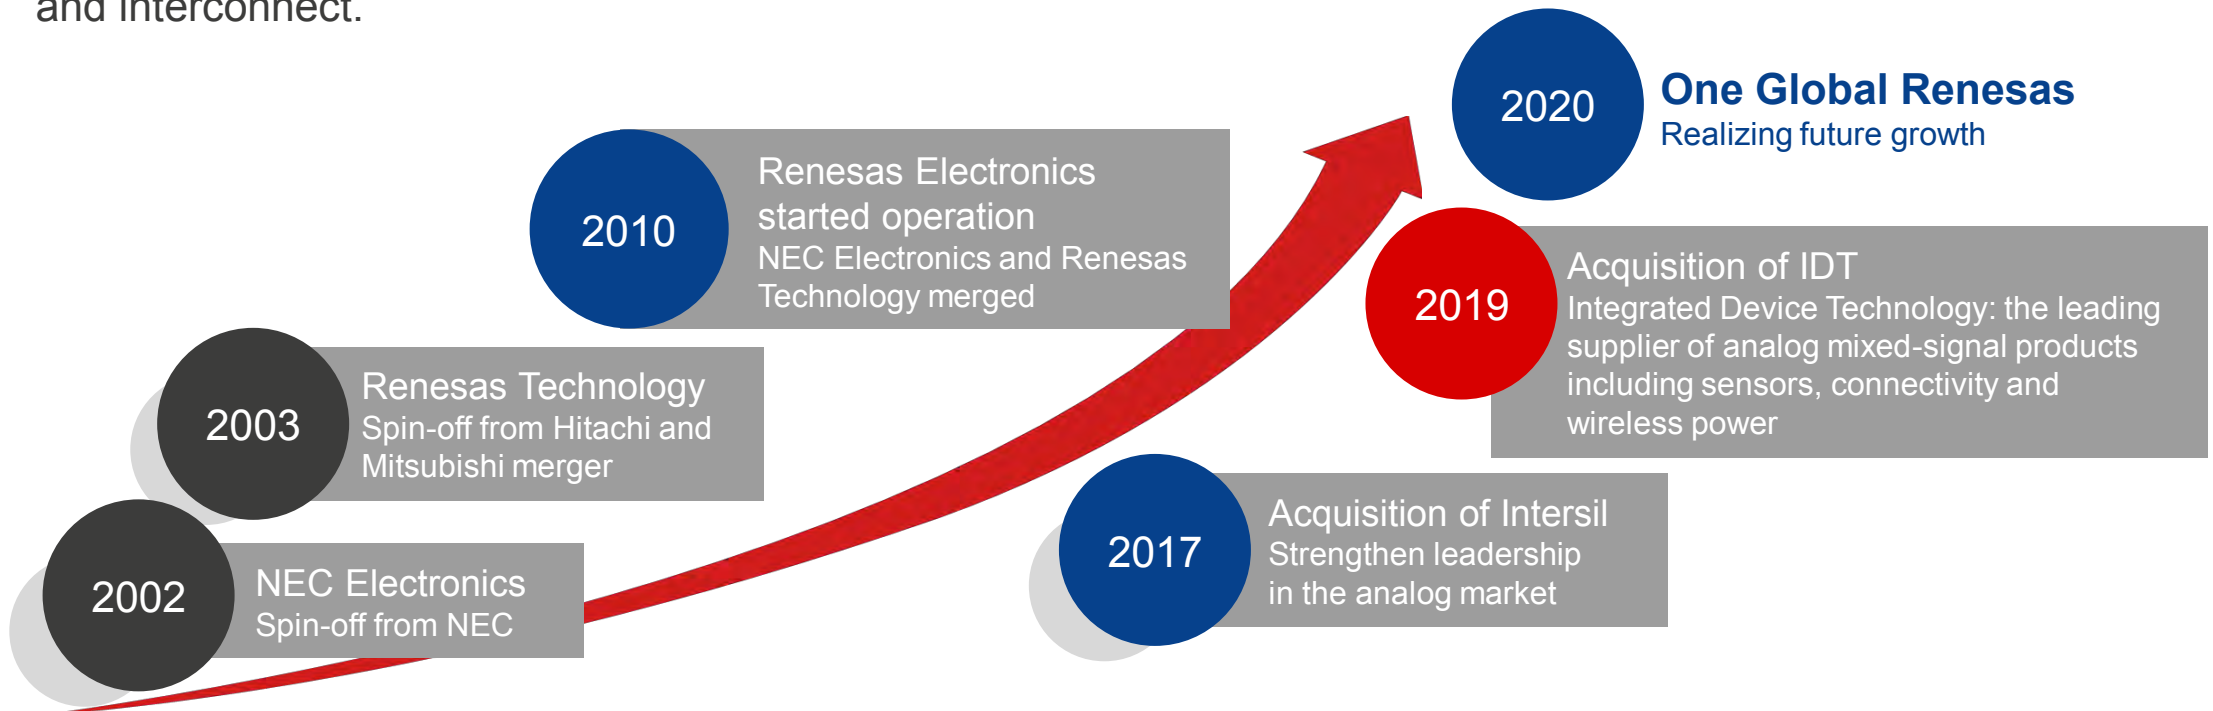 and interconnect.
2020
One Global Renesas
Realizing future growth
2010
Renesas Electronics
started operation
NEC Electronics and Renesas
Technology merged
2019
Acquisition of IDT
Integrated Device Technology: the leading
supplier of analog mixed-signal products
including sensors, connectivity and
wireless power
2003
Renesas Technology
Spin-off from Hitachi and
Mitsubishi merger
2017
Acquisition of Intersil
Strengthen leadership
in the analog market
2002
NEC Electronics
Spin-off from NEC